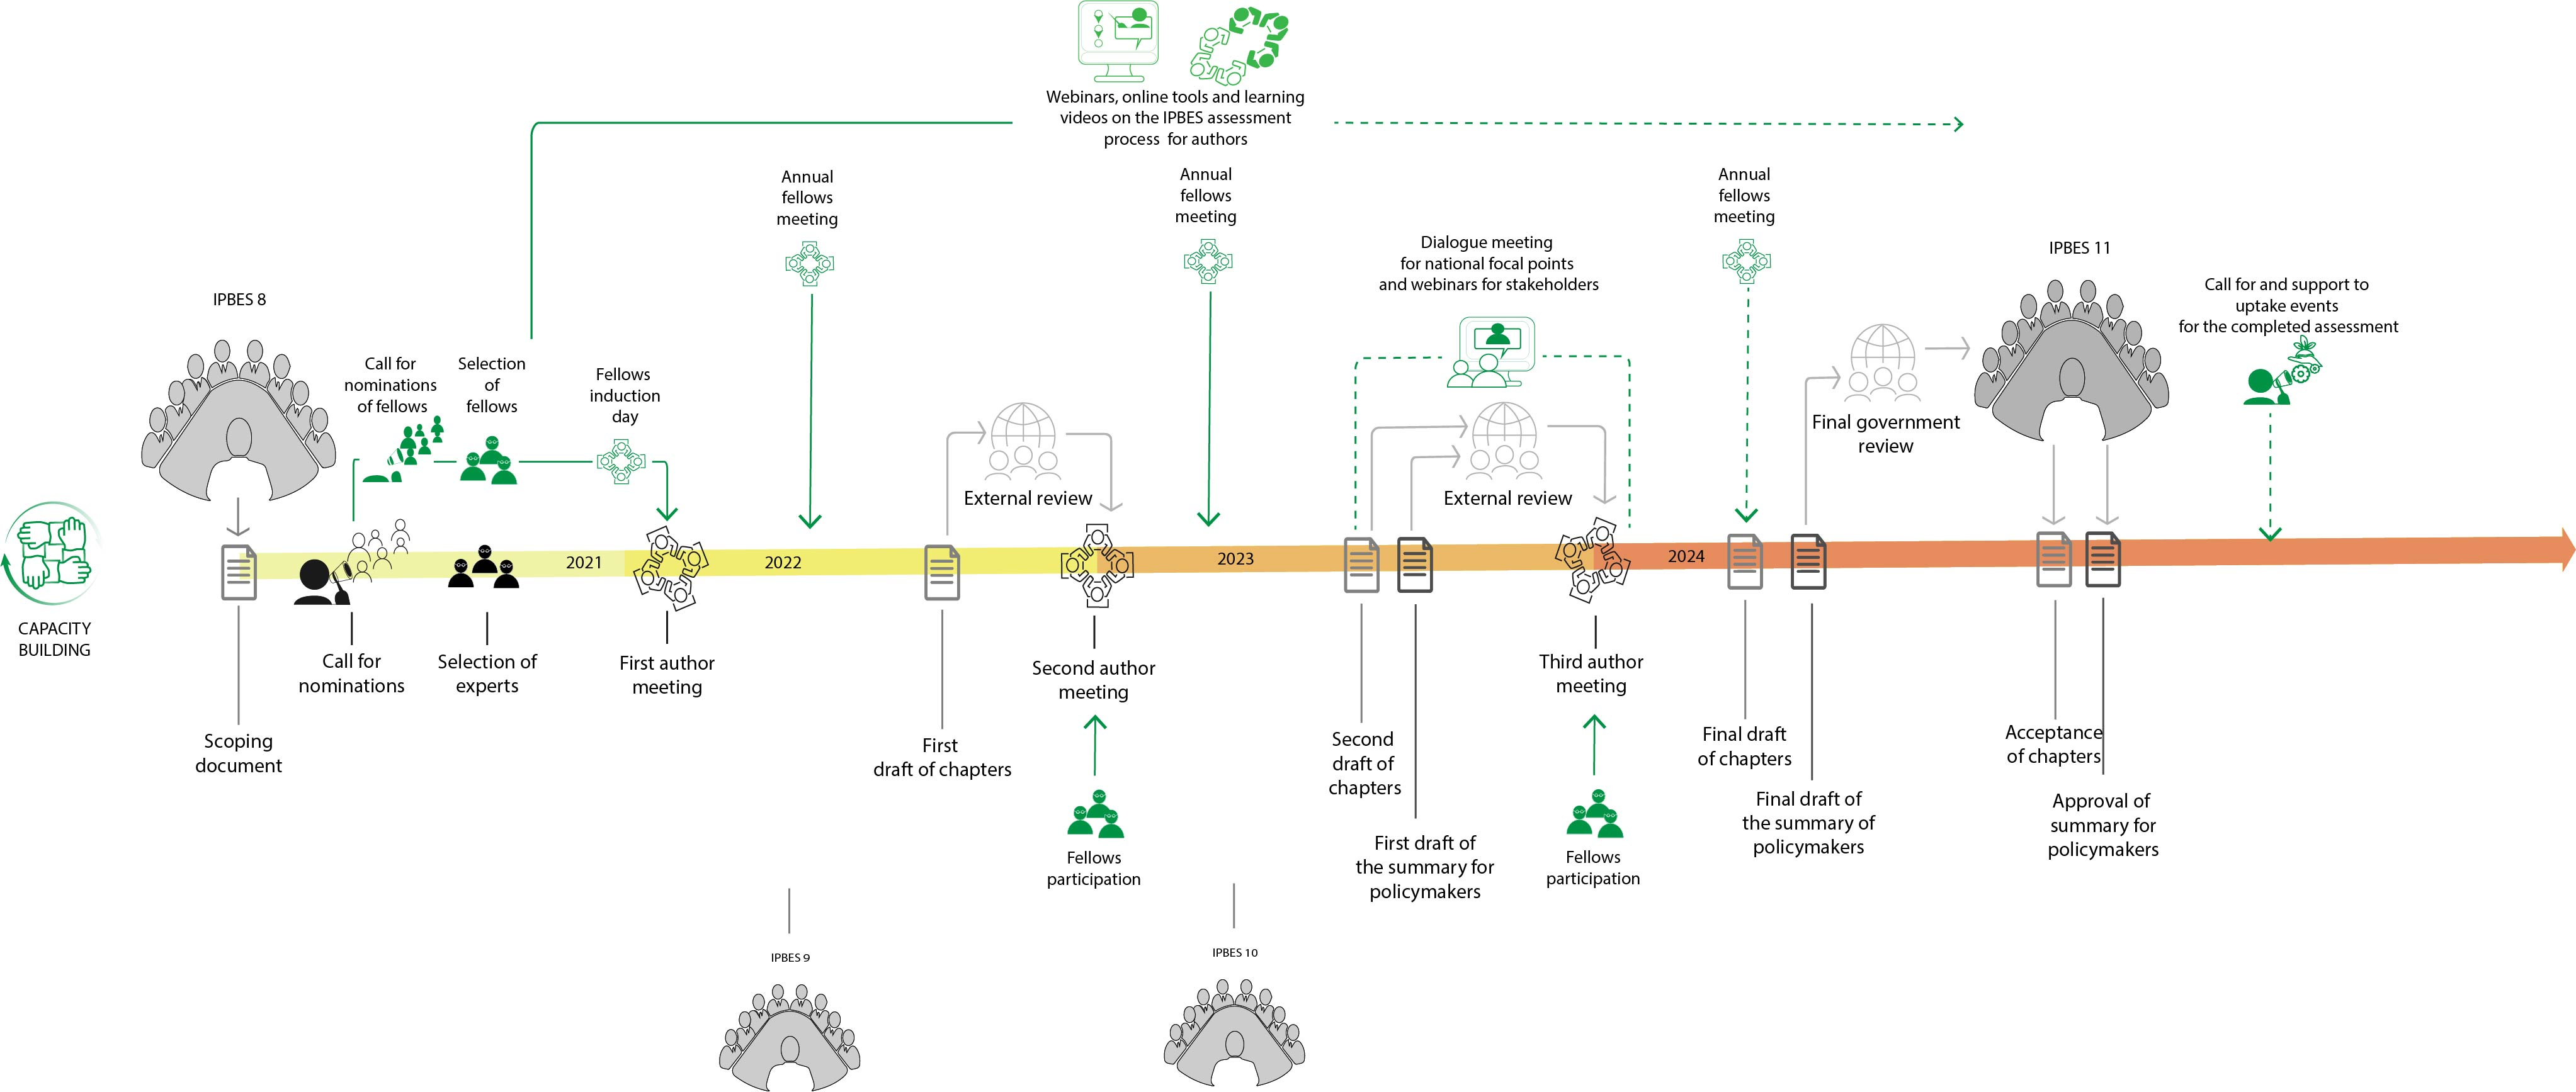 Webinars, online tools and learning
videos on the IPBES assessment
process for authors
Annual
fellows
meeting
Annual
fellows
meeting
Annual
fellows
meeting
Dialogue meeting
for national focal points
and webinars for stakeholders
IPBES 11
IPBES 8
Call for and support to
uptake events
for the completed assessment
Call for
nominations
of fellows
Selection
of
fellows
Fellows
induction
day
Final government
review
External review
External review
2021
2022
2023
2024
CAPACITY
BUILDING
Call for
nominations
Selection of
experts
First author
meeting
Second author
meeting
Third author
meeting
Scoping
document
First
draft of chapters
Second
draft of
chapters
Final draft
of chapters
Acceptance
of chapters
First draft of
the summary for
policymakers
Final draft of
the summary of
policymakers
Approval of
summary for
policymakers
Fellows
participation
Fellows
participation
IPBES 9
IPBES 10